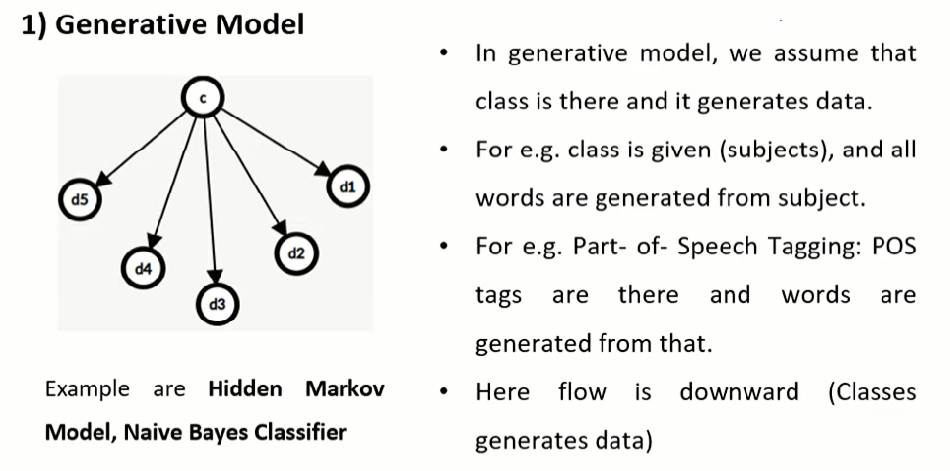 1) Generative Model
c
d5
d1
d4
d2
d3
Example are Hidden Markov
Model, Naive Bayes Classifier
• In generative model, we assume that
class is there and it generates data.
• For e.g. class is given (subjects), and all
words are generated from subject.
• For e.g. Part- of- Speech Tagging: POS
tags are there and words are
generated from that.
• Here flow is downward (Classes
generates data)